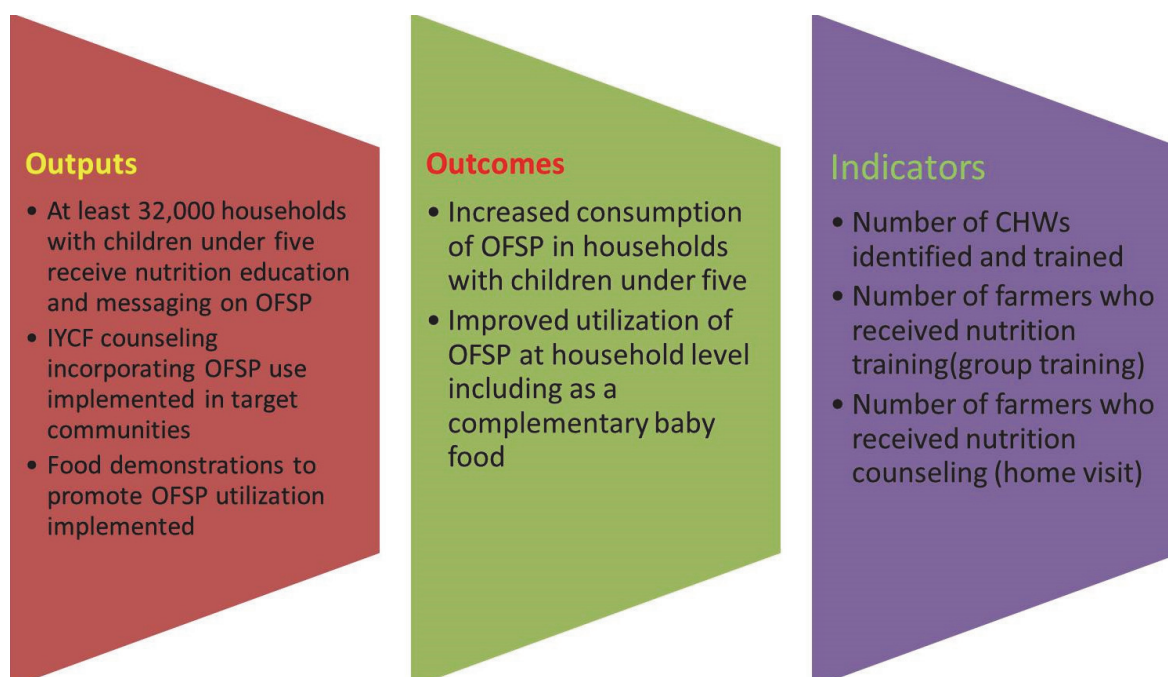 Outputs
• At least 32,000 households
with children under five
receive nutrition education
and messaging on OFSP
• IYCF counseling
incorporating OFSP use
implemented in target
communities
• Food demonstrations to
promote OFSP utilization
implemented
Outcomes
• Increased consumption
of OFSP in households
with children under five
• Improved utilization of
OFSP at household level
including as a
complementary baby
food
Indicators
• Number of CHWs
identified and trained
• Number of farmers who
received nutrition
training(group training)
• Number of farmers who
received nutrition
counseling (home visit)